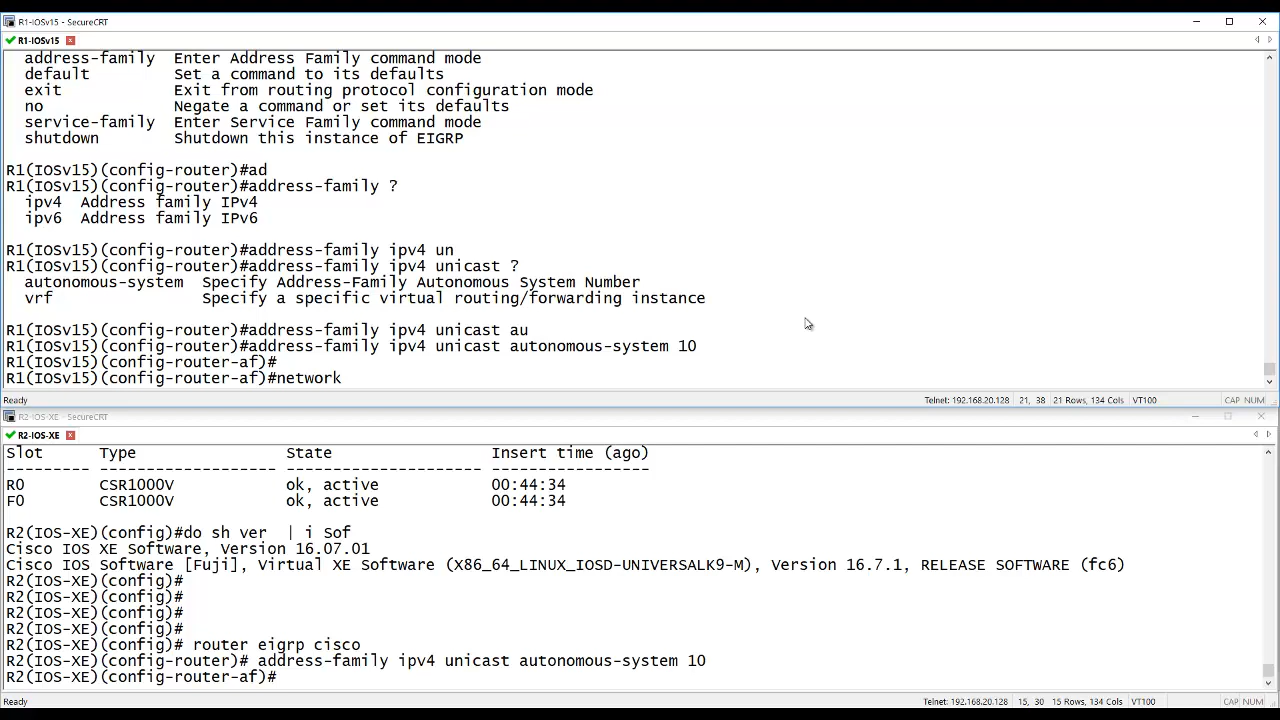 R1-IOSv15 - SecureCRT
R1-IOSv15
address-family  Enter Address Family command mode
default         Set a command to its defaults
exit            Exit from routing protocol configuration mode
no              Negate a command or set its defaults
service-family  Enter Service Family command mode
shutdown        Shutdown this instance of EIGRP
R1(IOSv15)(config-router)#ad
R1(IOSv15)(config-router)#address-family ?
ipv4  Address family IPv4
ipv6  Address family IPv6
R1(IOSv15)(config-router)#address-family ipv4 un
R1(IOSv15)(config-router)#address-family ipv4 unicast ?
autonomous-system  Specify Address-Family Autonomous System Number
vrf                Specify a specific virtual routing/forwarding instance
R1(IOSv15)(config-router)#address-family ipv4 unicast au
R1(IOSv15)(config-router)#address-family ipv4 unicast autonomous-system 10
R1(IOSv15)(config-router-af)#
R1(IOSv15)(config-router-af)#network
Ready Telnet: 192.168.20.128 21, 38 21 Rows, 134 Cols VT100 CAP NUM
R2-IOS-XE - SecureCRT
R2-IOS-XE
Slot      Type                State                 Insert time (ago)
--------- ------------------- --------------------- -----------------
R0        CSR1000V            ok, active            00:44:34
F0        CSR1000V            ok, active            00:44:34
R2(IOS-XE)(config)#do sh ver  | i Sof
Cisco IOS XE Software, Version 16.07.01
Cisco IOS Software [Fuji], Virtual XE Software (X86_64_LINUX_IOSD-UNIVERSALK9-M), Version 16.7.1, RELEASE SOFTWARE (fc6)
R2(IOS-XE)(config)#
R2(IOS-XE)(config)#
R2(IOS-XE)(config)#
R2(IOS-XE)(config)#
R2(IOS-XE)(config)# router eigrp cisco
R2(IOS-XE)(config-router)# address-family ipv4 unicast autonomous-system 10
R2(IOS-XE)(config-router-af)#
Ready Telnet: 192.168.20.128 15, 30 15 Rows, 134 Cols VT100 CAP NUM